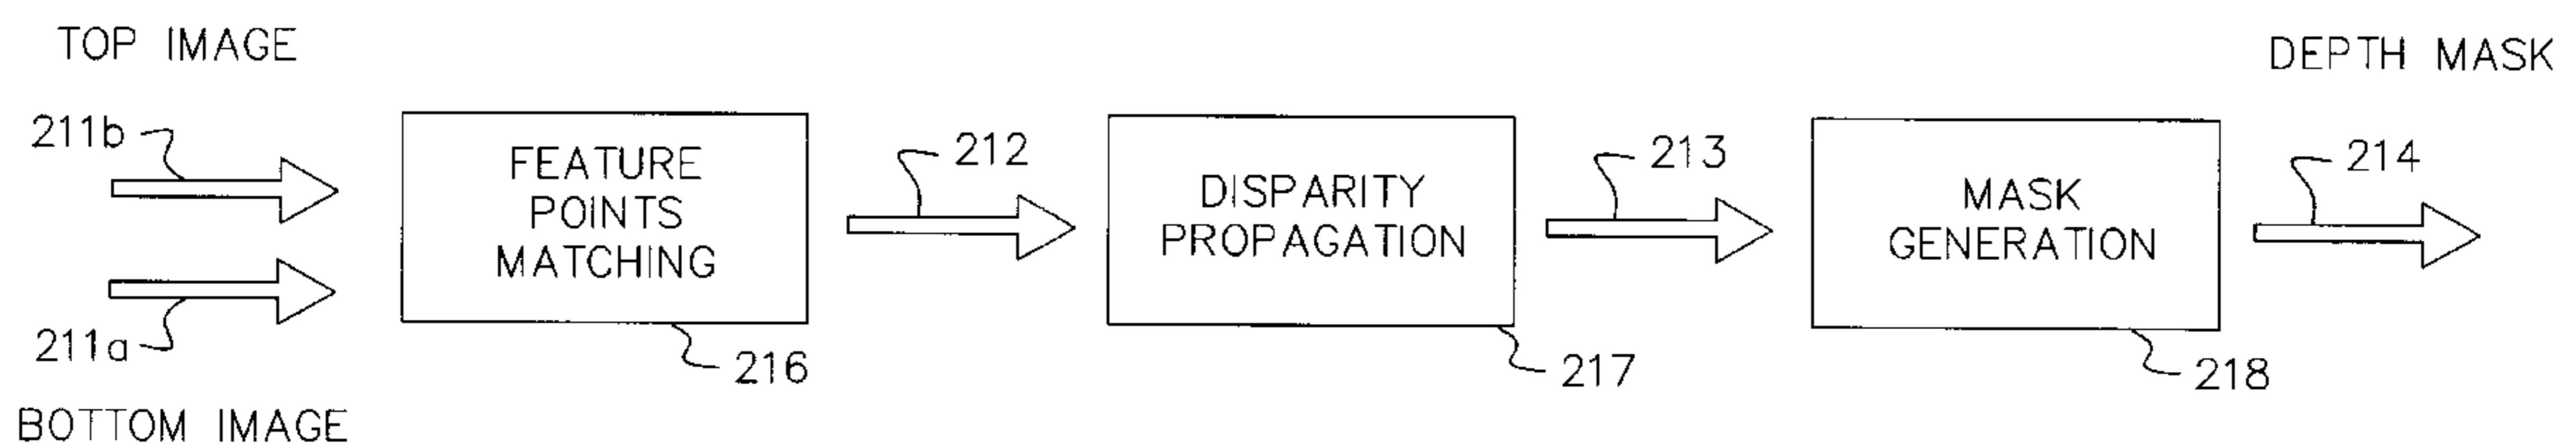 TOP IMAGE
211b
211a
BOTTOM IMAGE
FEATURE
POINTS
MATCHING
216
212
DISPARITY
PROPAGATION
217
213
MASK
GENERATION
218
DEPTH MASK
214